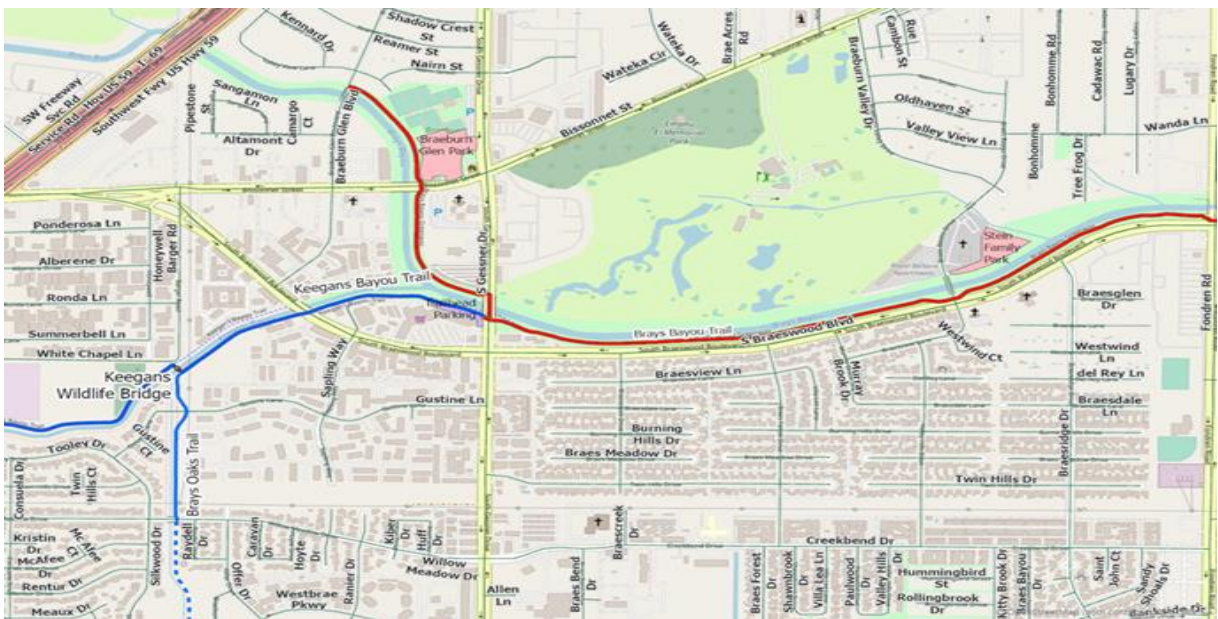 SW Freeway
Svc Rd
Service Rd Hov US 59 I- 69
Southwest Fwy US Hwy 59
Kennard Dr
Shadow Crest
St
Reamer St
Nairn St
Sangamon
Ln
Pipestone
St
Altamont
Dr
Camargo
Ct
Braeburn Glen Blvd
Braeburn
Glen Park
P
P
Wateka Cir
Wateka Dr
Brae Acres
Rd
Bissonnet St
Braeburn Valley Dr
Rue
Cambon
St
Oldhaven St
Valley View Ln
Bonhomme
Rd
Cadawac Rd
Lugary Dr
Wanda Ln
Bonhomme
Tree Frog Dr
Stein
Family
Park
Ponderosa Ln
Alberene Dr
Ronda Ln
Summerbell Ln
White Chapel Ln
Honeywell
Barger Rd
Keegans Bayou Trail
S Gessner Dr
Railhead
Parking
Brays Bayou Trail
S Braeswood Blvd
South Braeswood Boulevard
Fondren Rd
Keegans
Wildlife Bridge
Sapling Way
Gustine Ln
Gustine
Ct
Tooley Dr
Braesview Ln
Murray
Brook Dr
Westwind Ct
Braesglen
Dr
Westwind
Ln
del Rey Ln
Braesdale
Ln
Braesridge Dr
Burning
Hills Dr
Braes Meadow Dr
Twin Hills Dr
Consuela Dr
Twin
Hills Ct
Brays Oaks Trail
Kristin
Dr
McAfee
Ct
McAfee
Dr
Rentur Dr
Meaux Dr
Silkwood Dr
Raydell
Dr
Caravan
Dr
Hoyte
Dr
Offer Dr
Westbrae
Pkwy
Ranier Dr
Kiper
Dr
Huff
Dr
Willow
Meadow Dr
Allen
Ln
Braes Bend
Dr
Braescreek
Dr
Creekbend Dr
Braes Forest
Dr
Shawnbrook
Dr
Villa Lea Ln
Paulwood
Dr
Valley Hills
Dr
Hummingbird
St
Rollingbrook
Dr
Kitty Brook Dr
Braes Bayou
Dr
Saint
John Ct
Sandy
Shoals Dr
Bankside Dr